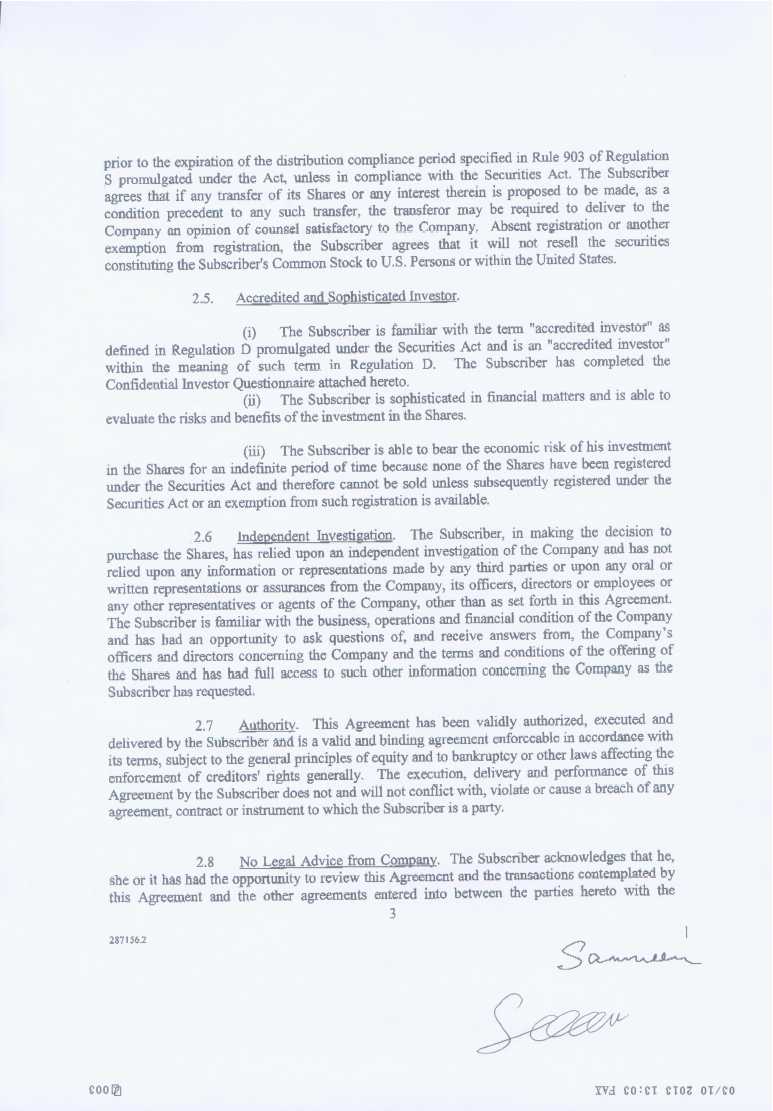 prior to the expiration of the distribution compliance period specified in Rule 903 of Regulation
S promulgated under the Act, unless in compliance with the Securities Act. The Subscriber
agrees that if any transfer of its Shares or any interest therein is proposed to be made, as a
condition precedent to any such transfer, the transferor may be required to deliver to the
Company an opinion of counsel satisfactory to the Company. Absent registration or another
exemption from registration, the Subscriber agrees that it will not resell the securities
constituting the Subscriber's Common Stock to U.S. Persons or within the United States.
2.5. Accredited and Sophisticated Investor.
(i) The Subscriber is familiar with the term "accredited investor" as
defined in Regulation D promulgated under the Securities Act and is an "accredited investor"
within the meaning of such term in Regulation D. The Subscriber has completed the
Confidential Investor Questionnaire attached hereto.
(ii) The Subscriber is sophisticated in financial matters and is able to
evaluate the risks and benefits of the investment in the Shares.
(iii) The Subscriber is able to bear the economic risk of his investment
in the Shares for an indefinite period of time because none of the Shares have been registered
under the Securities Act and therefore cannot be sold unless subsequently registered under the
Securities Act or an exemption from such registration is available.
2.6 Independent Investigation. The Subscriber, in making the decision to
purchase the Shares, has relied upon an independent investigation of the Company and has not
relied upon any information or representations made by any third parties or upon any oral or
written representations or assurances from the Company, its officers, directors or employees or
any other representatives or agents of the Company, other than as set forth in this Agreement.
The Subscriber is familiar with the business, operations and financial condition of the Company
and has had an opportunity to ask questions of, and receive answers from, the Company's
officers and directors concerning the Company and the terms and conditions of the offering of
the Shares and has had full access to such other information concerning the Company as the
Subscriber has requested.
2.7 Authority. This Agreement has been validly authorized, executed and
delivered by the Subscriber and is a valid and binding agreement enforceable in accordance with
its terms, subject to the general principles of equity and to bankruptcy or other laws affecting the
enforcement of creditors' rights generally. The execution, delivery and performance of this
Agreement by the Subscriber does not and will not conflict with, violate or cause a breach of any
agreement, contract or instrument to which the Subscriber is a party.
2.8 No Legal Advice from Company. The Subscriber acknowledges that he,
she or it has had the opportunity to review this Agreement and the transactions contemplated by
this Agreement and the other agreements entered into between the parties hereto with the
3
287156.2
03/10 2013 13:03 FAX
003